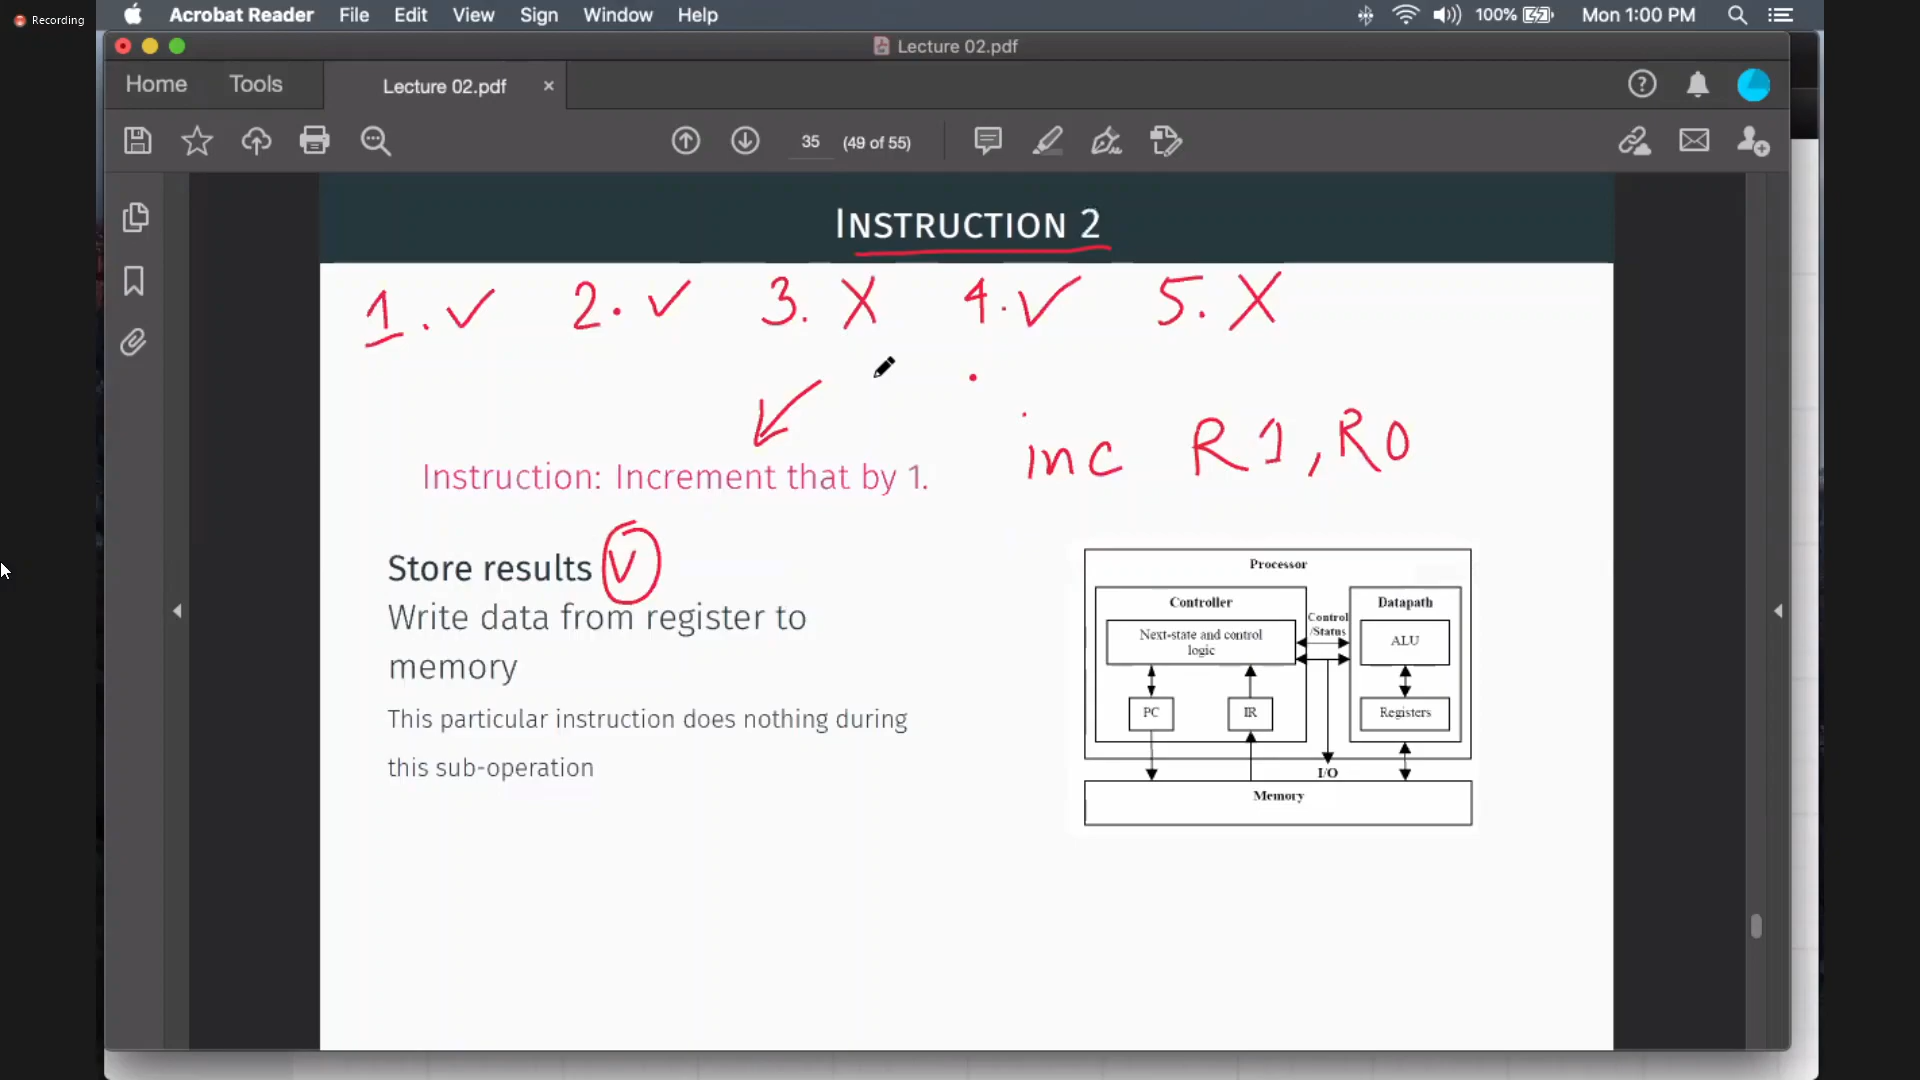 Recording
Acrobat Reader File Edit View Sign Window Help 100% Mon 1:00 PM
Lecture 02.pdf
Home Tools Lecture 02.pdf ×
35 (49 of 55)
INSTRUCTION 2
1. ✓ 2. ✓ 3. X 4. ✓ 5. X
inc R1, R0
Instruction: Increment that by 1.
Store results V
Write data from register to
memory
This particular instruction does nothing during
this sub-operation
Processor
Controller
Datapath
Control
/Status
Next-state and control
logic
ALU
PC
IR
Registers
I/O
Memory